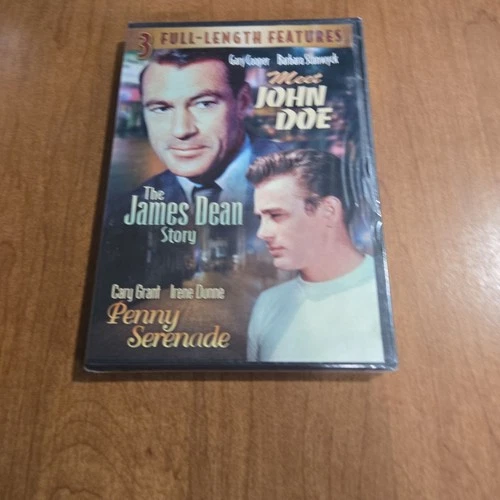 3 FULL-LENGTH FEATURES
Gary Cooper Barbara Stanwyck
Meet
JOHN
DOE
The
James Dean
Story
Cary Grant Irene Dunne
Penny
Serenade